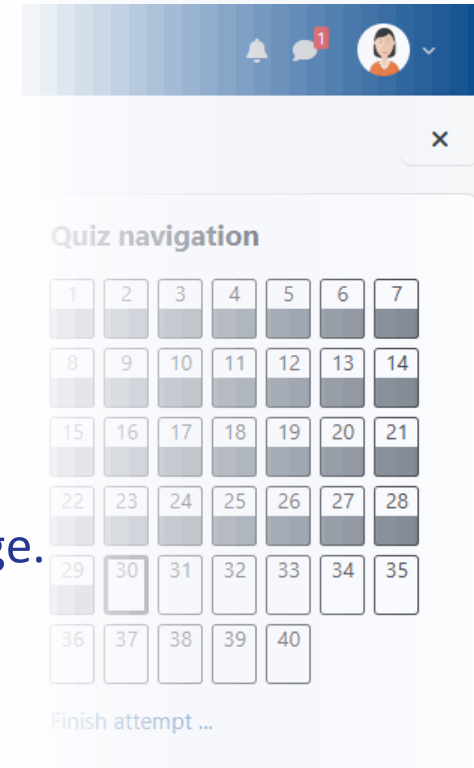 1
Quiz navigation
1 2 3 4 5 6 7
8 9 10 11 12 13 14
15 16 17 18 19 20 21
22 23 24 25 26 27 28
ge.
29 30 31 32 33 34 35
36 37 38 39 40
Finish attempt ...